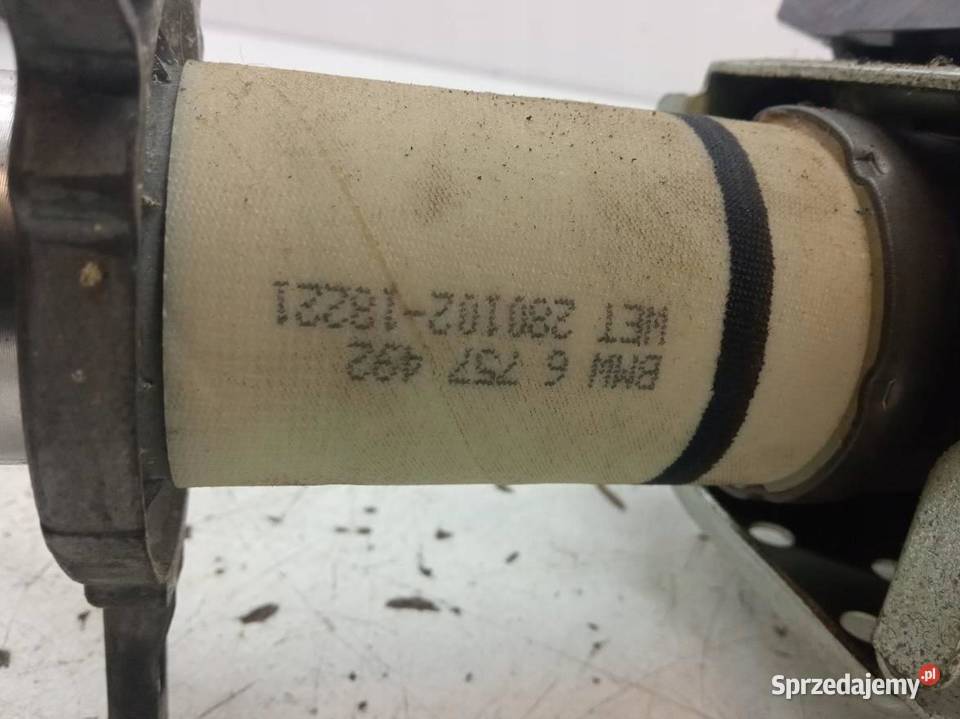 BMW 6 757 492
WET 280102-18221
Sprzedajemy.pl